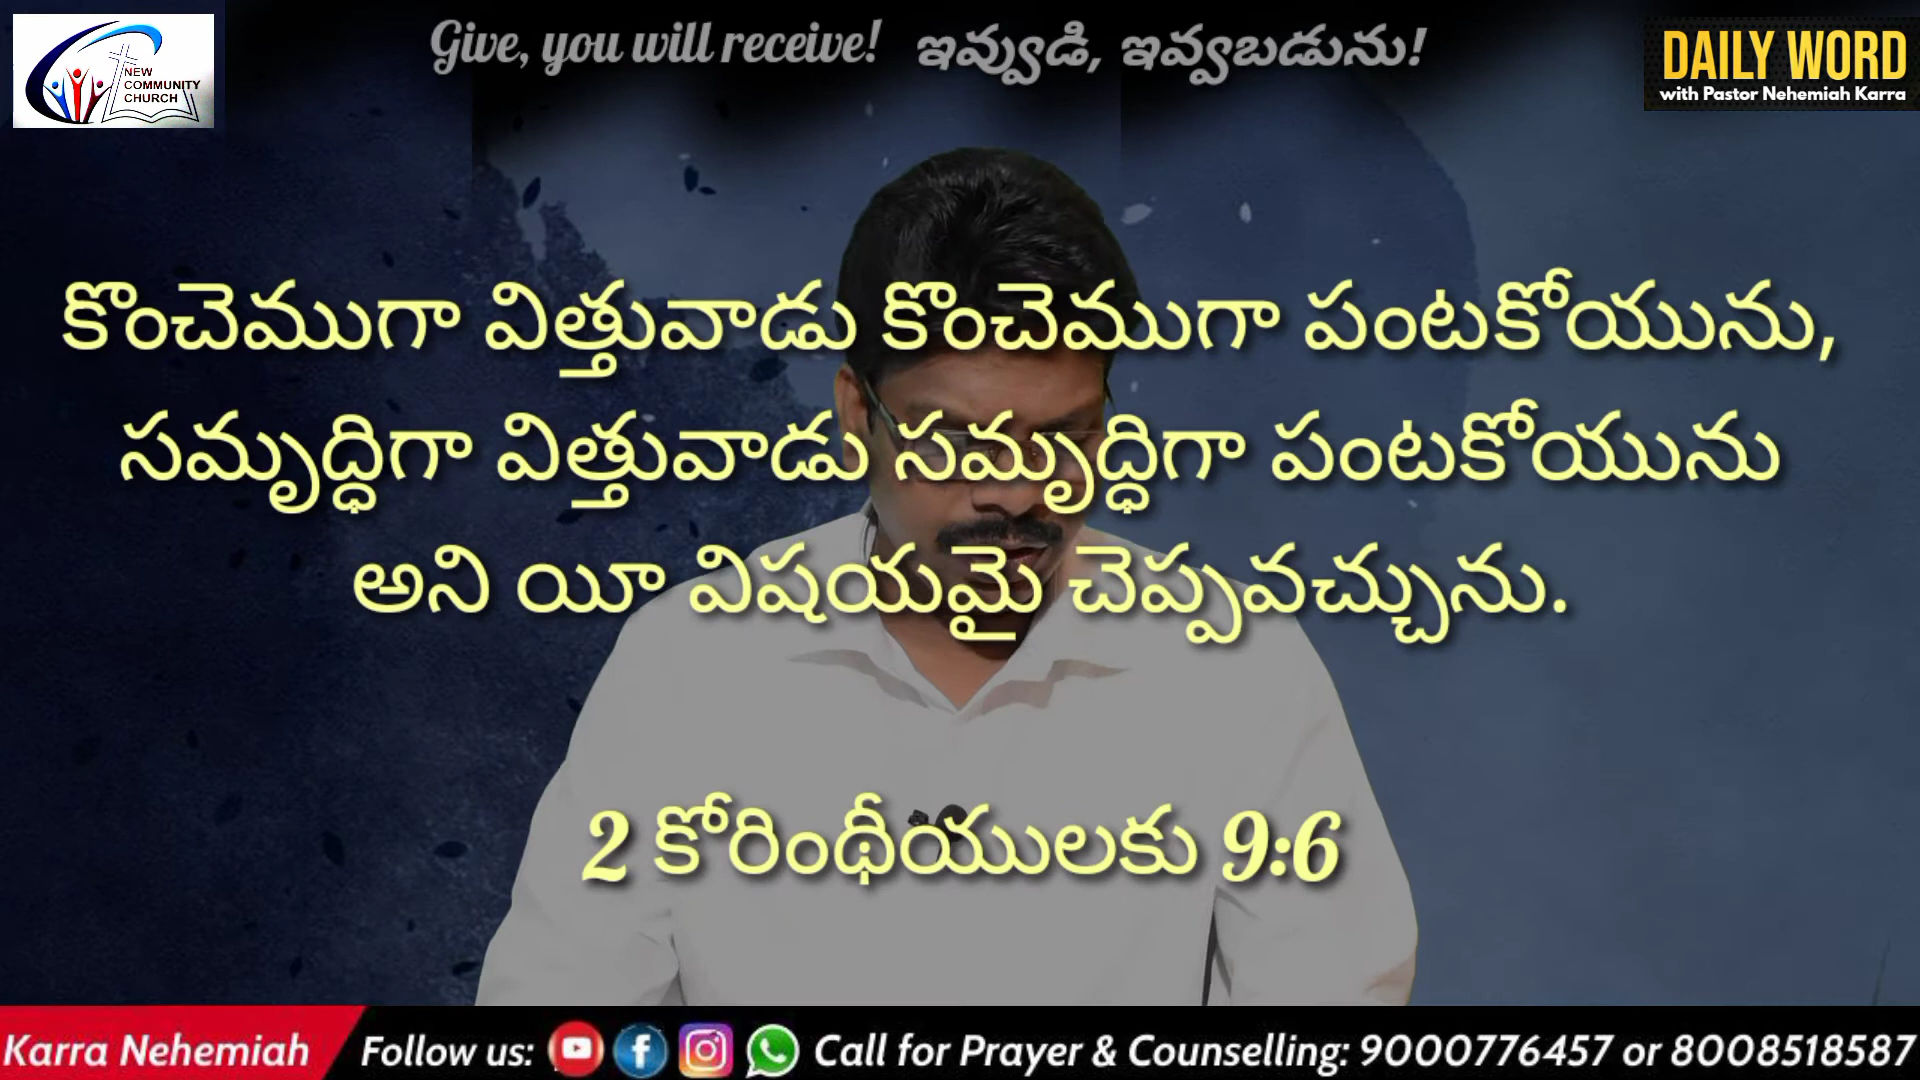 NEW
COMMUNITY
CHURCH
Give, you will receive! ఇవ్వుడి, ఇవ్వబడును!
DAILY WORD
with Pastor Nehemiah Karra
కొంచెముగా విత్తువాడు కొంచెముగా పంటకోయును,
సమృద్ధిగా విత్తువాడు సమృద్ధిగా పంటకోయును
అని యీ విషయమై చెప్పవచ్చును.
2 కోరింథీయులకు 9:6
Karra Nehemiah Follow us: Call for Prayer & Counselling: 9000776457 or 8008518587